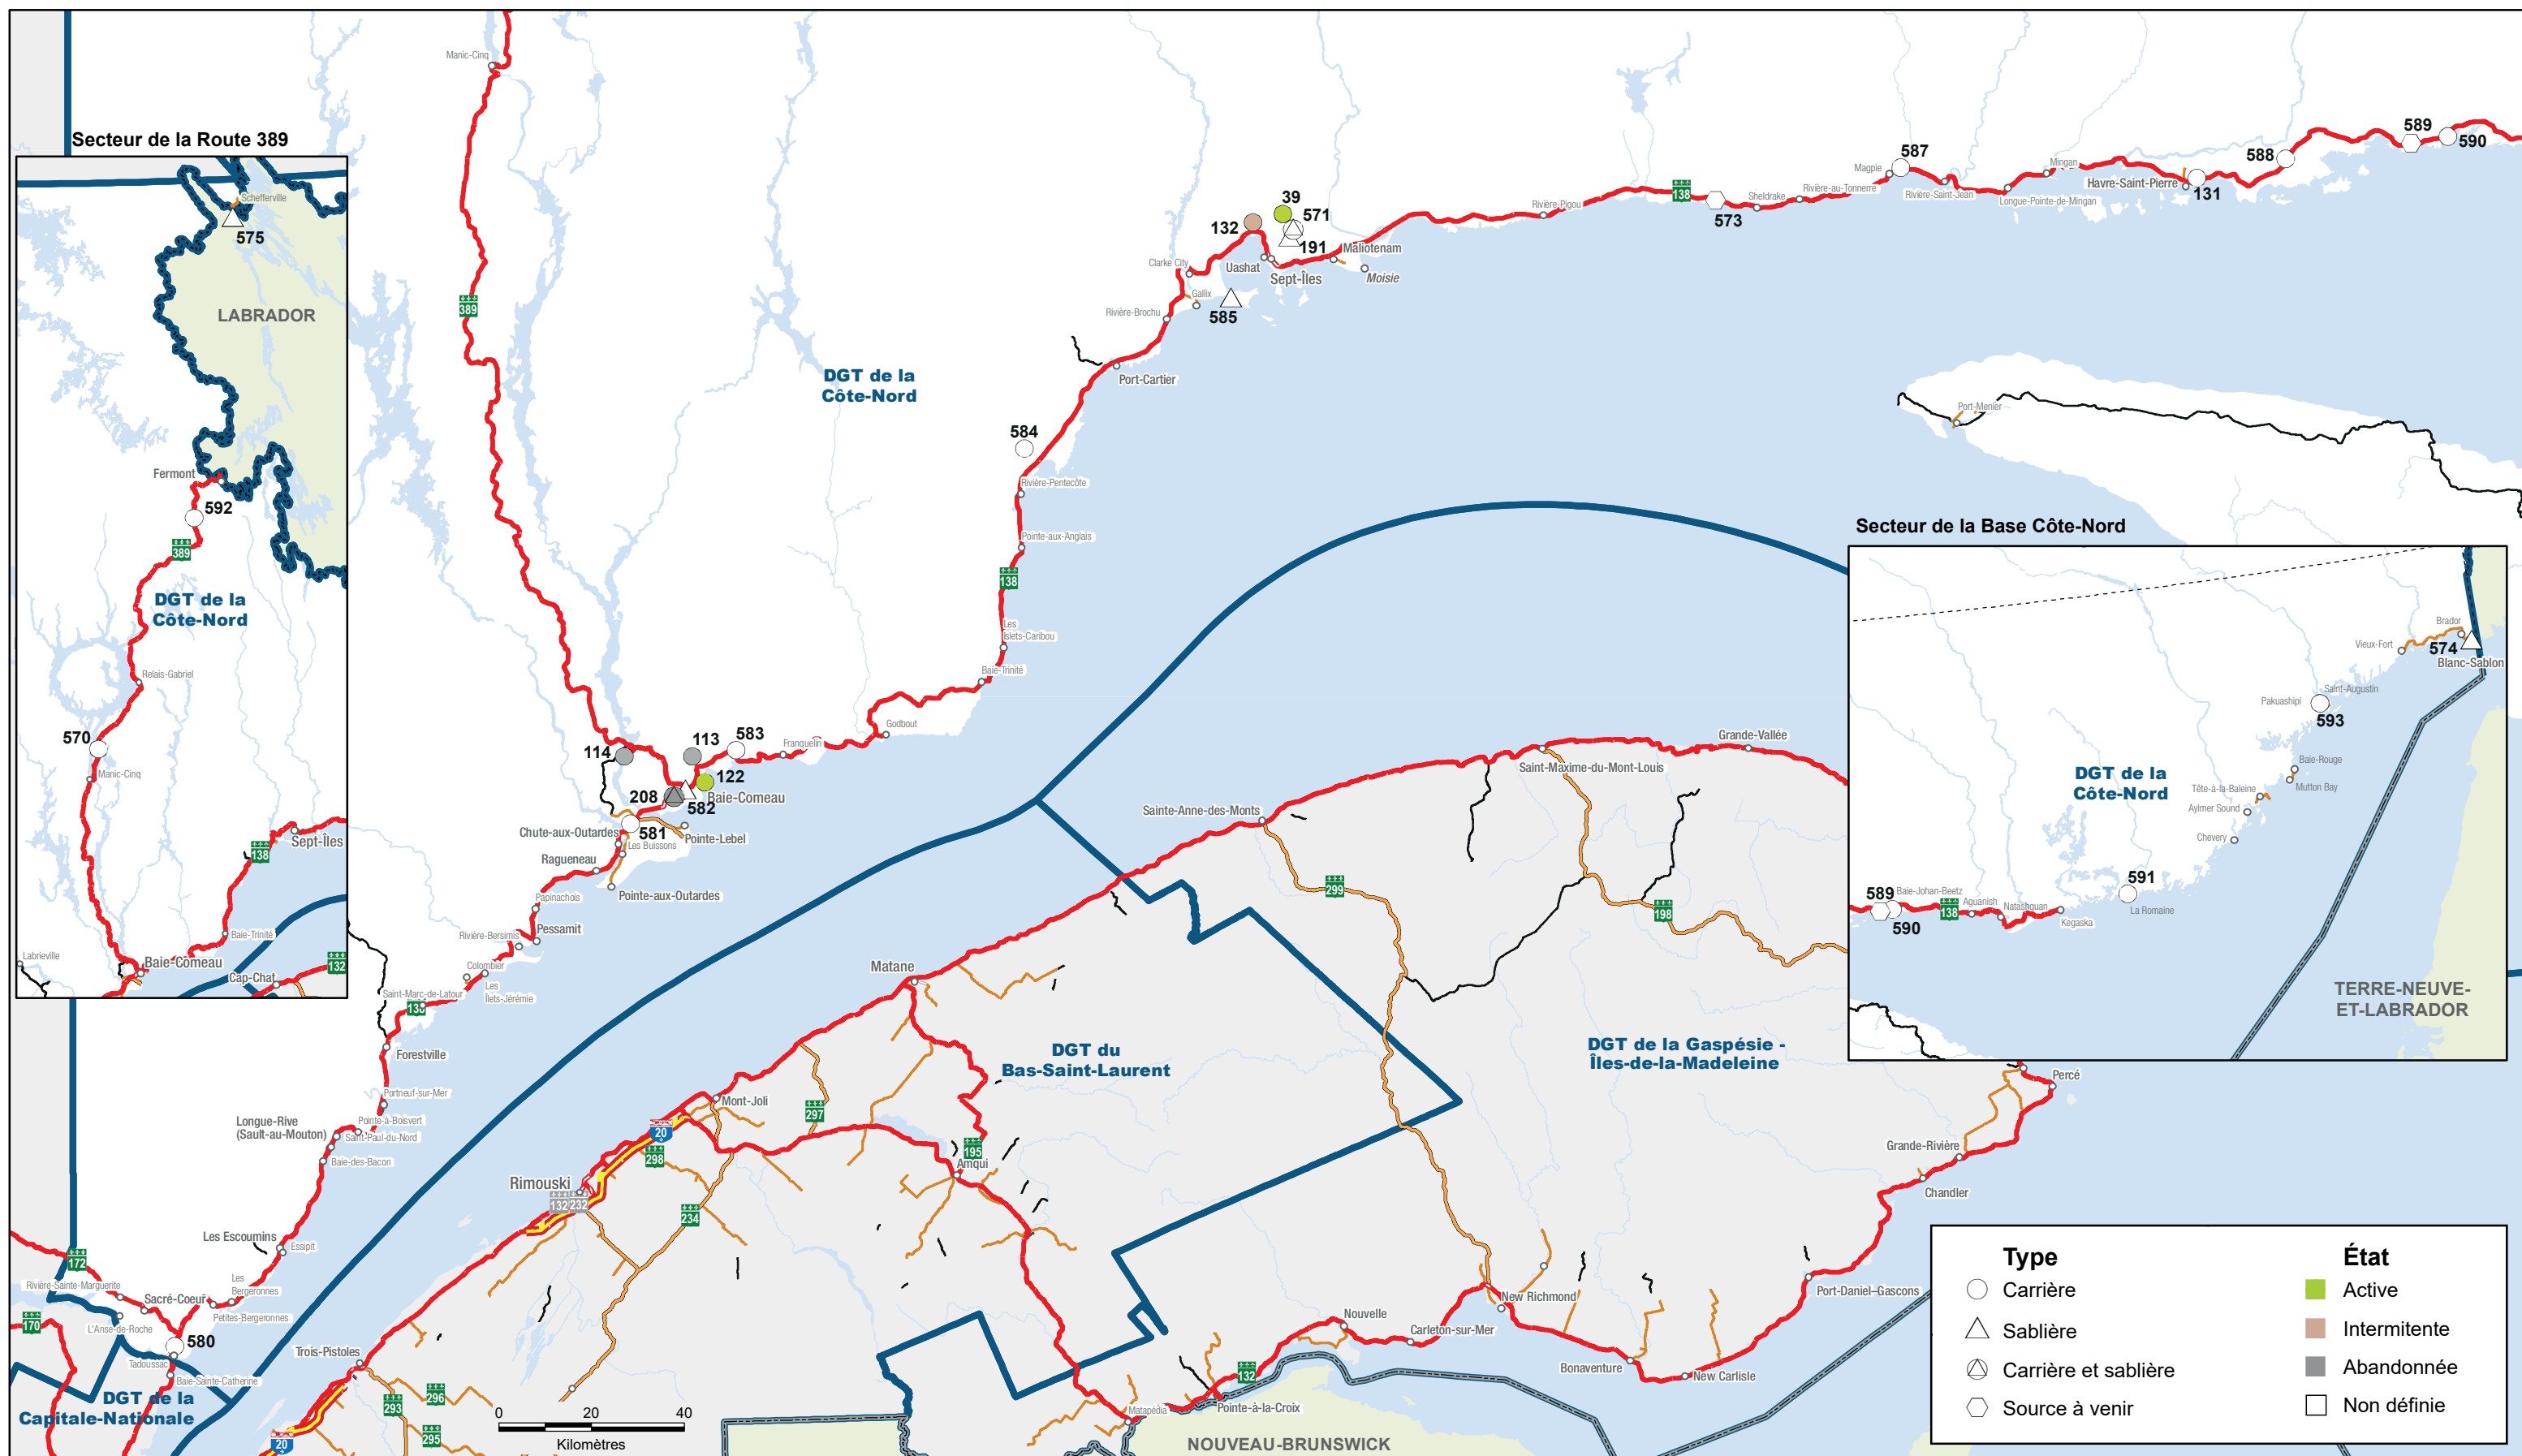 Manic-Cinq
Secteur de la Route 389
Schefferville
575
LABRADOR
Fermont
592
389
DGT de la
Côte-Nord
Relais-Gabriel
570
Manic-Cinq
138
Sept-Îles
Labrieville
Baie-Trinité
Baie-Comeau
Cap-Chat
132
389
DGT de la
Côte-Nord
39
132
571
191
Maliotenam
Moisie
Uashat
Sept-Îles
Clarke City
Gallix
585
Rivière-Brochu
Port-Cartier
584
Rivière-Pentecôte
Pointe-aux-Anglais
138
Les
Islets-Caribou
Baie-Trinité
Godbout
Franquelin
583
113
114
122
Baie-Comeau
208
582
581
Chute-aux-Outardes
Les Buissons
Pointe-Lebel
Ragueneau
Pointe-aux-Outardes
Papinachois
Pessamit
Rivière-Bersimis
Colombier
Les
Îlets-Jérémie
Saint-Marc-de-Latour
138
Forestville
Portneuf-sur-Mer
Pointe-à-Boisvert
Saint-Paul-du-Nord
Longue-Rive
(Sault-au-Mouton)
Baie-des-Bacon
Les Escoumins
Essipit
Les
Bergeronnes
Petites-Bergeronnes
172
Rivière-Sainte-Marguerite
Sacré-Coeur
L'Anse-de-Roche
170
580
Tadoussac
Baie-Sainte-Catherine
DGT de la
Capitale-Nationale
Rivière-Pigou
138
573
Sheldrake
Rivière-au-Tonnerre
Magpie
587
Rivière-Saint-Jean
Longue-Pointe-de-Mingan
Mingan
Havre-Saint-Pierre
131
588
589
590
Port-Menier
Secteur de la Base Côte-Nord
Brador
Vieux-Fort
574
Blanc-Sablon
Saint-Augustin
Pakuashipi
593
Baie-Rouge
Mutton Bay
Tête-à-la-Baleine
Aylmer Sound
Chevery
DGT de la
Côte-Nord
591
La Romaine
589
Baie-Johan-Beetz
590
138
Aguanish
Natashquan
Kegaska
TERRE-NEUVE-
ET-LABRADOR
Grande-Vallée
Saint-Maxime-du-Mont-Louis
Sainte-Anne-des-Monts
299
198
Matane
DGT du
Bas-Saint-Laurent
DGT de la Gaspésie -
Îles-de-la-Madeleine
Mont-Joli
297
20
298
195
Amqui
Rimouski
132
232
234
Percé
Grande-Rivière
Chandler
Port-Daniel–Gascons
New Richmond
Nouvelle
Carleton-sur-Mer
Bonaventure
New Carlisle
132
Matapédia
Pointe-à-la-Croix
NOUVEAU-BRUNSWICK
Trois-Pistoles
296
293
295
20
0 20 40
Kilomètres
Type
Carrière
Sablière
Carrière et sablière
Source à venir
État
Active
Intermitente
Abandonnée
Non définie